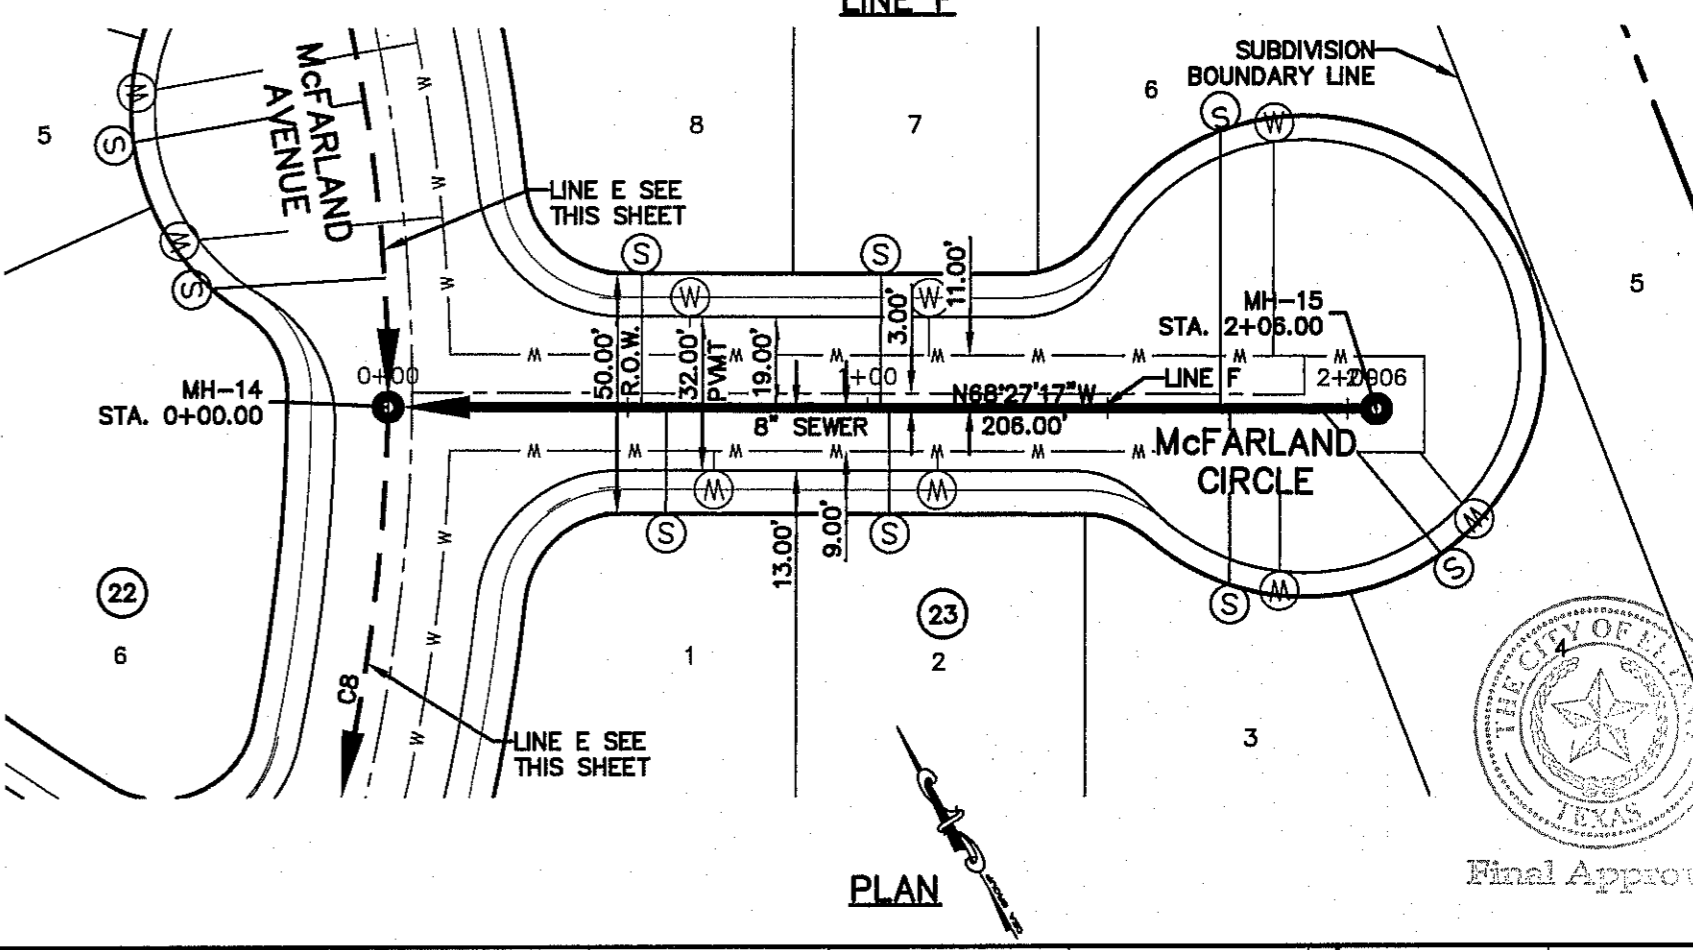 LINE F
McFARLAND
AVENUE
SUBDIVISION
BOUNDARY LINE
5
W
S
8
7
6
S
W
W
W
W
LINE E SEE
THIS SHEET
W
S
S
S
W
W
W
5
11.00'
3.00'
MH-15
STA. 2+06.00
50.00'
R.O.W.
32.00'
PVMT
19.00'
W
W
W
W
W
W
W
W
W
0+00
1+00
N68°27'17"W
LINE F
MH-14
STA. 0+00.00
8" SEWER
206.00'
W
W
W
W
W
W
W
McFARLAND
CIRCLE
W
W
W
S
S
W
S
S
W
13.00'
9.00'
W
22
23
6
1
2
3
4
W
C8
W
LINE E SEE
THIS SHEET
THE CITY OF EL
TEXAS
PLAN
Final Approv